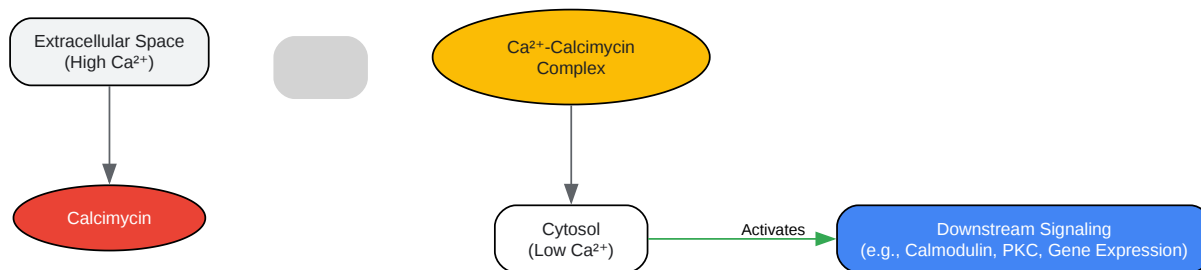 Extracellular Space
(High Ca²⁺)
Ca²⁺-Calcimycin
Complex
Calcimycin
Cytosol
(Low Ca²⁺)
Activates
Downstream Signaling
(e.g., Calmodulin, PKC, Gene Expression)